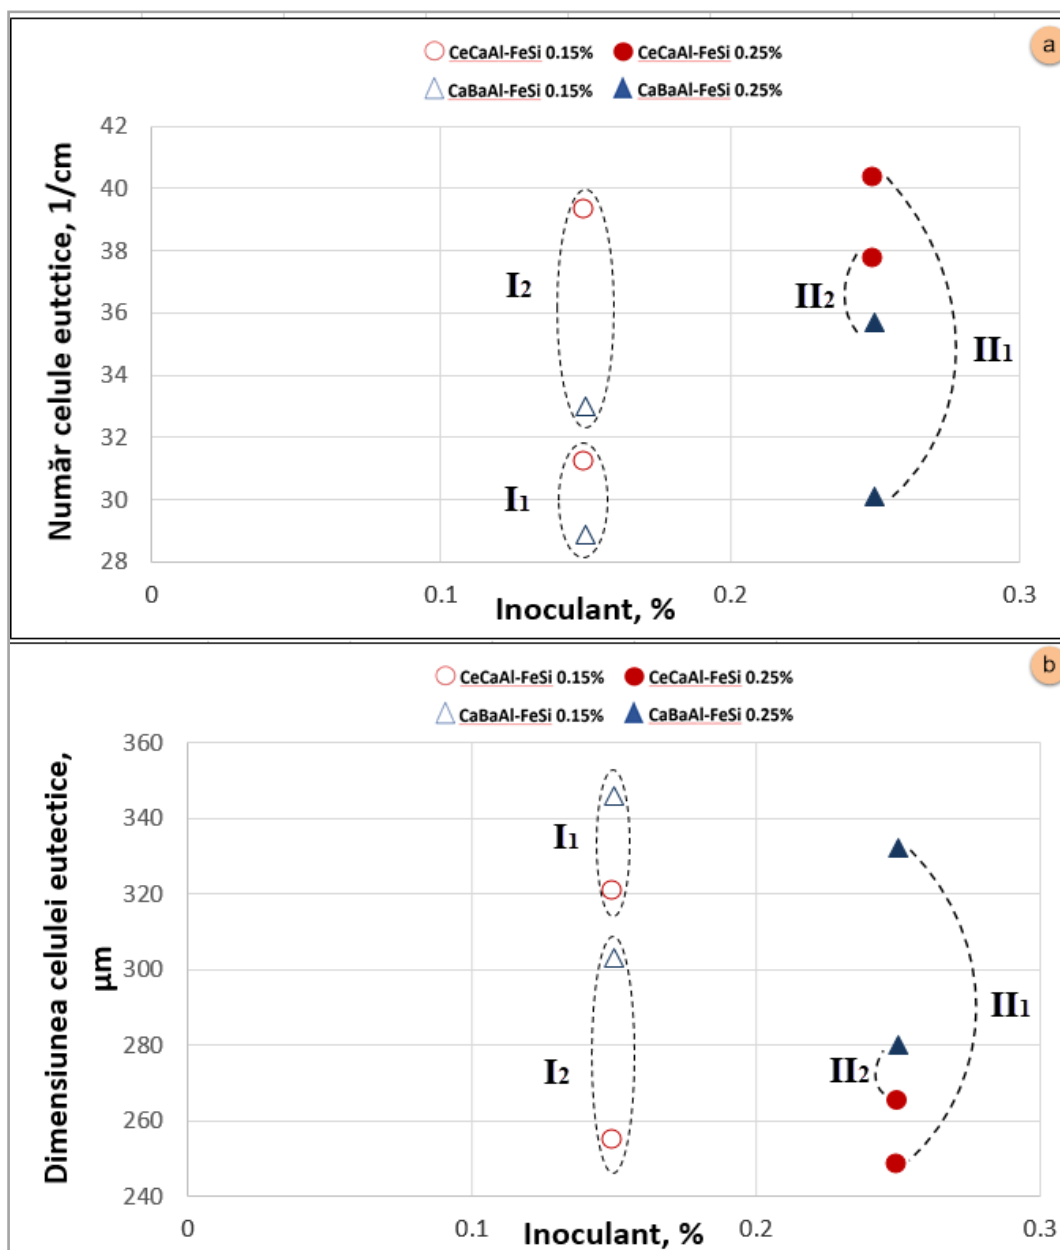 a
CeCaAl-FeSi 0.15% CeCaAl-FeSi 0.25%
CaBaAl-FeSi 0.15% CaBaAl-FeSi 0.25%
Număr celule eutctice, 1/cm
42
40
38
36
34
32
30
28
I2
I1
II2
II1
0 0.1 0.2 0.3
Inoculant, %
b
CeCaAl-FeSi 0.15% CeCaAl-FeSi 0.25%
CaBaAl-FeSi 0.15% CaBaAl-FeSi 0.25%
Dimensiunea celulei eutectice,
μm
360
340
320
300
280
260
240
I1
I2
II2
II1
0 0.1 0.2 0.3
Inoculant, %